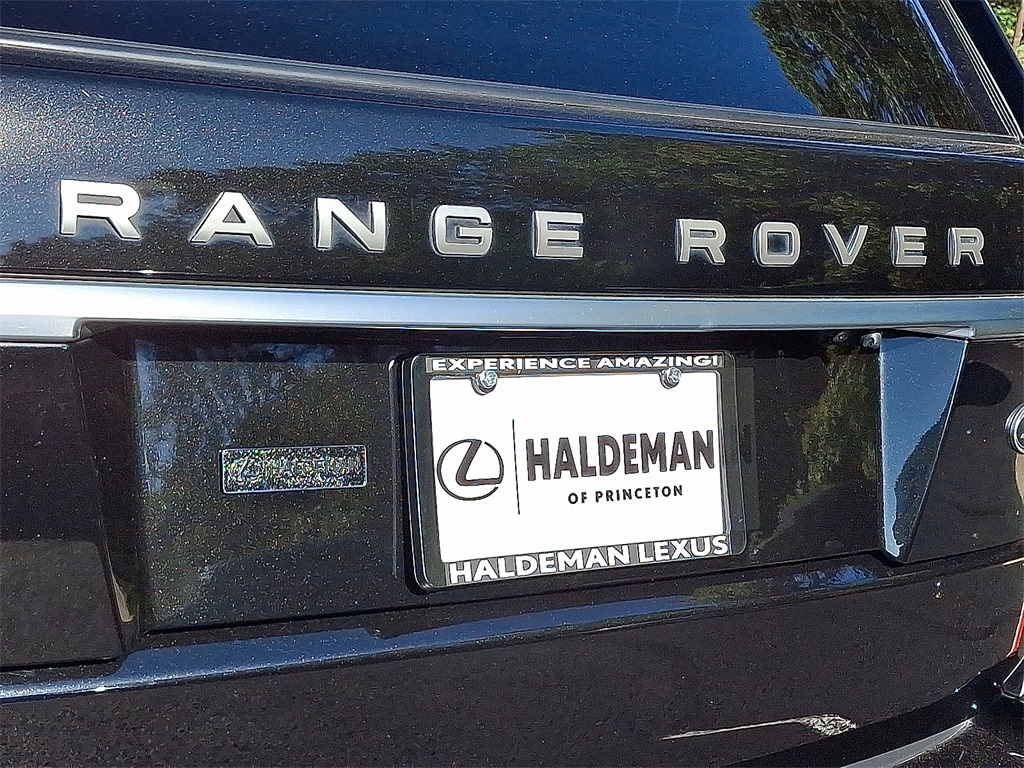 RANGE ROVER
EXPERIENCE AMAZING!
HALDEMAN
OF PRINCETON
HALDEMAN LEXUS